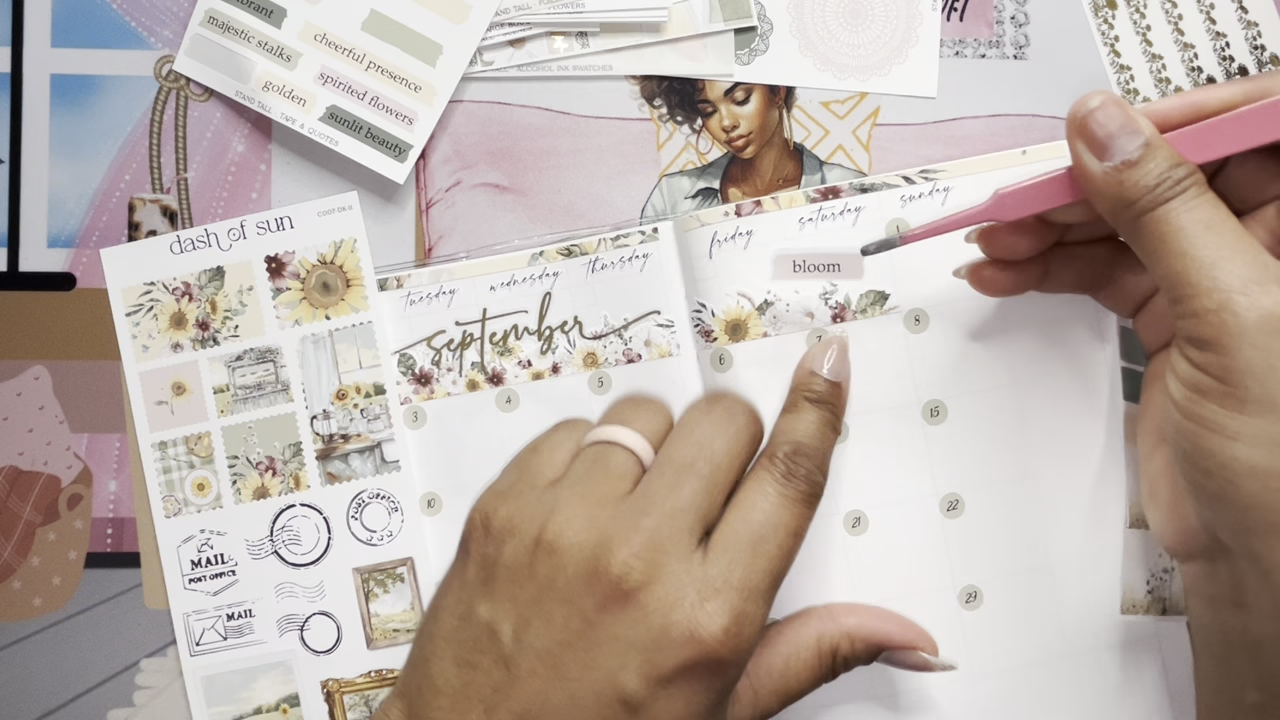 majestic stalks
cheerful presence
golden
spirited flowers
sunlit beauty
STAND TALL . TAPE & QUOTES
ALCOHOL INK SWATCHES
dash of sun
MAIL
POST OFFICE
POST OFFICE
MAIL
tuesday
wednesday
thursday
friday
saturday
sunday
september
bloom
1
3
4
5
6
7
8
10
15
21
22
29